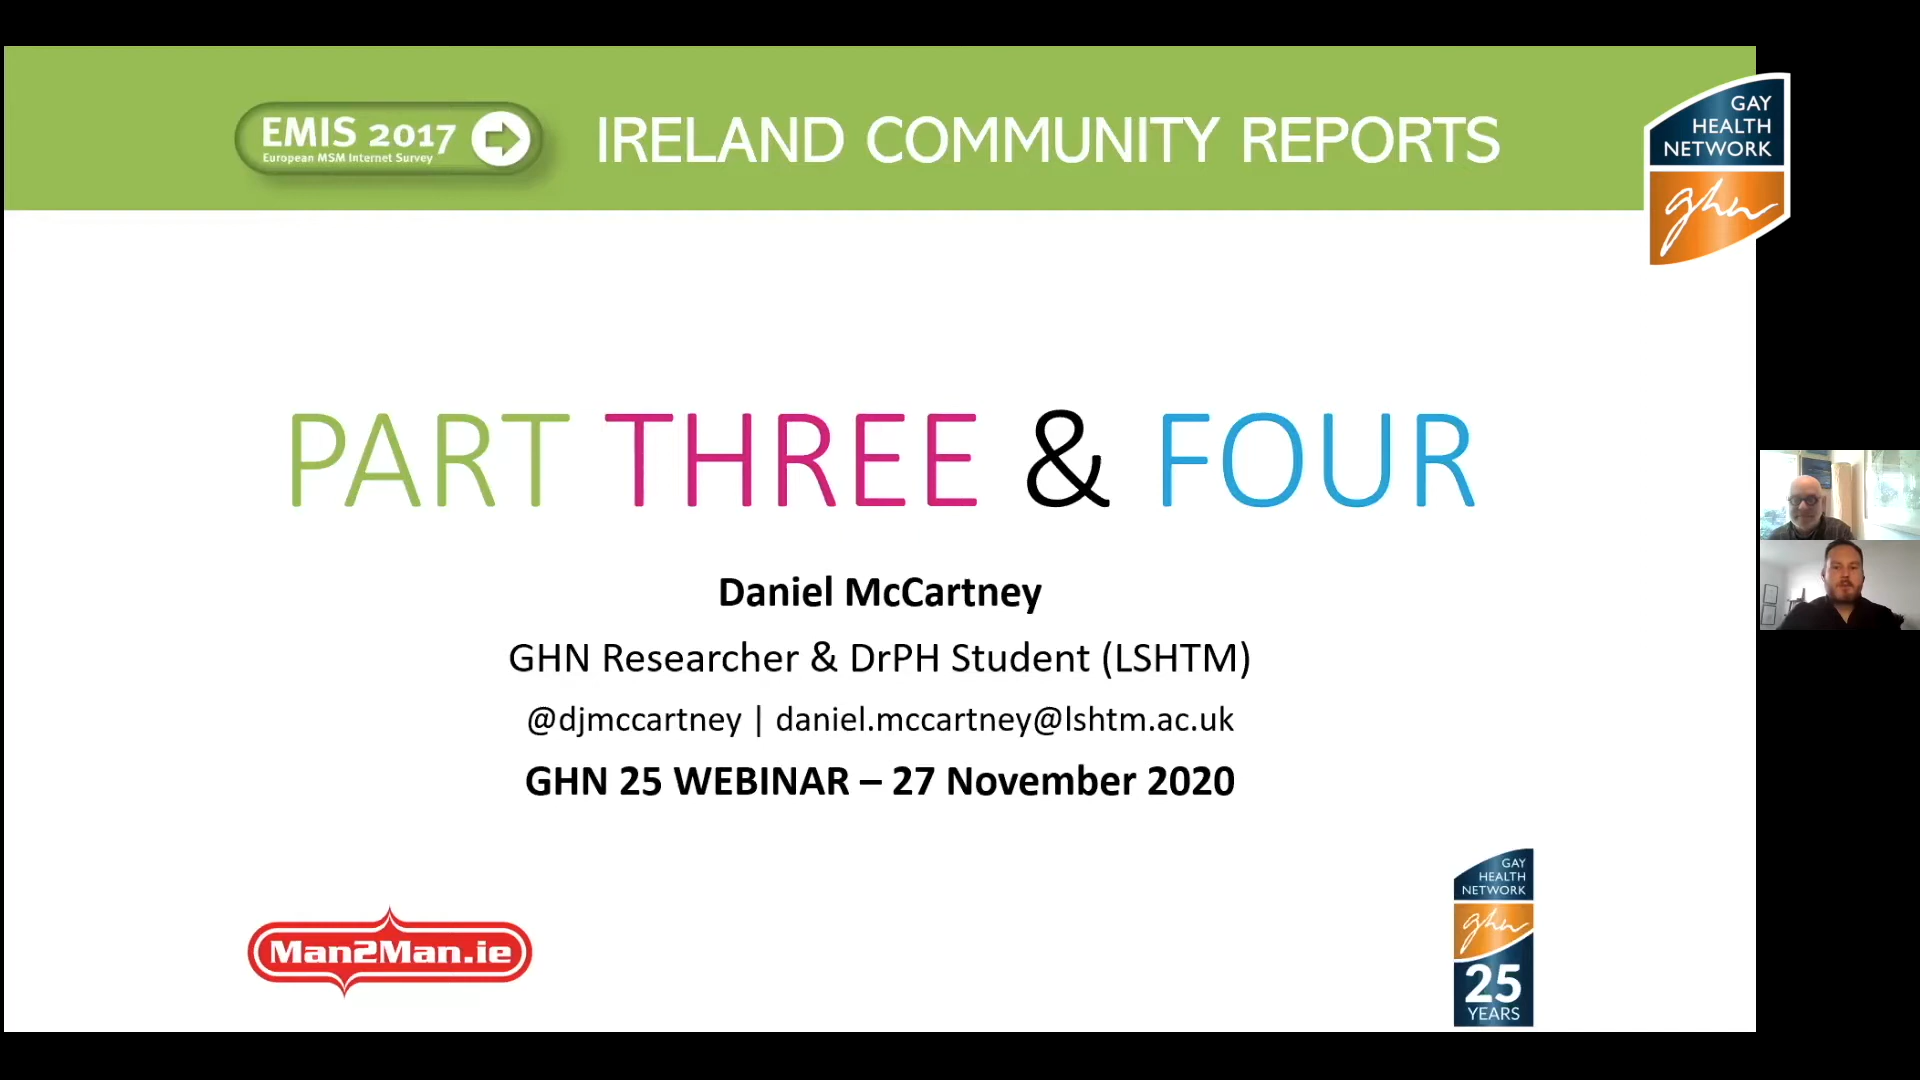 EMIS 2017
European MSM Internet Survey
IRELAND COMMUNITY REPORTS
GAY
HEALTH
NETWORK
ghn
PART THREE & FOUR
Daniel McCartney
GHN Researcher & DrPH Student (LSHTM)
@djmccartney | daniel.mccartney@lshtm.ac.uk
GHN 25 WEBINAR – 27 November 2020
Man2Man.ie
GAY
HEALTH
NETWORK
ghn
25
YEARS